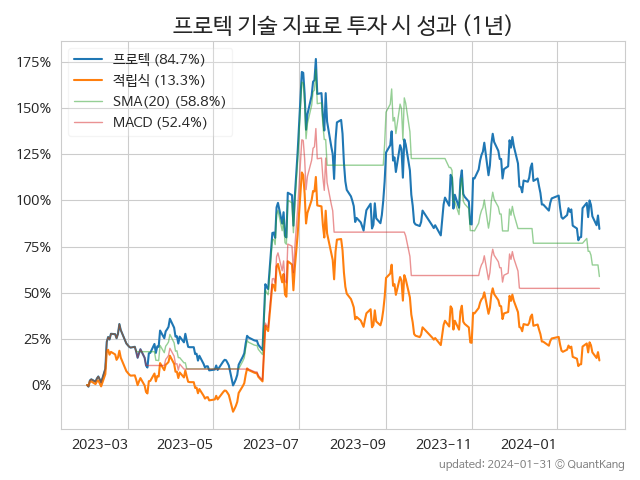 프로텍 기술 지표로 투자 시 성과 (1년)
프로텍 (84.7%)
적립식 (13.3%)
SMA(20) (58.8%)
MACD (52.4%)
175%
150%
125%
100%
75%
50%
25%
0%
2023-03 2023-05 2023-07 2023-09 2023-11 2024-01
updated: 2024-01-31 © QuantKang